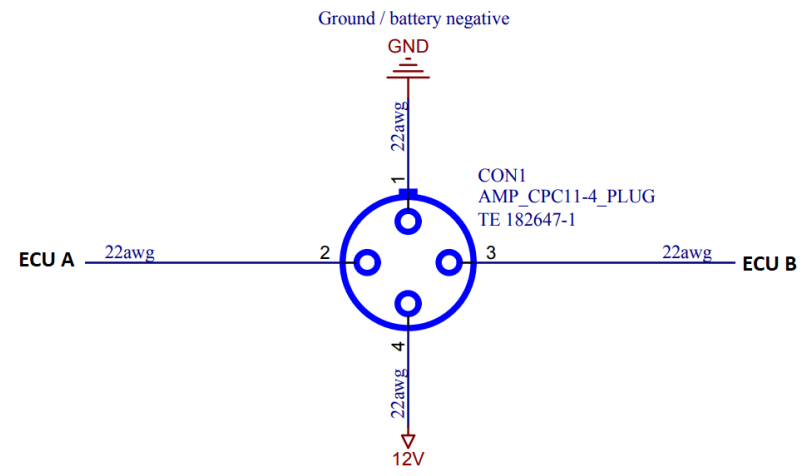 Ground / battery negative
GND
22awg
1
CON1
AMP_CPC11-4_PLUG
TE 182647-1
ECU A
22awg
2
3
22awg
ECU B
4
22awg
12V